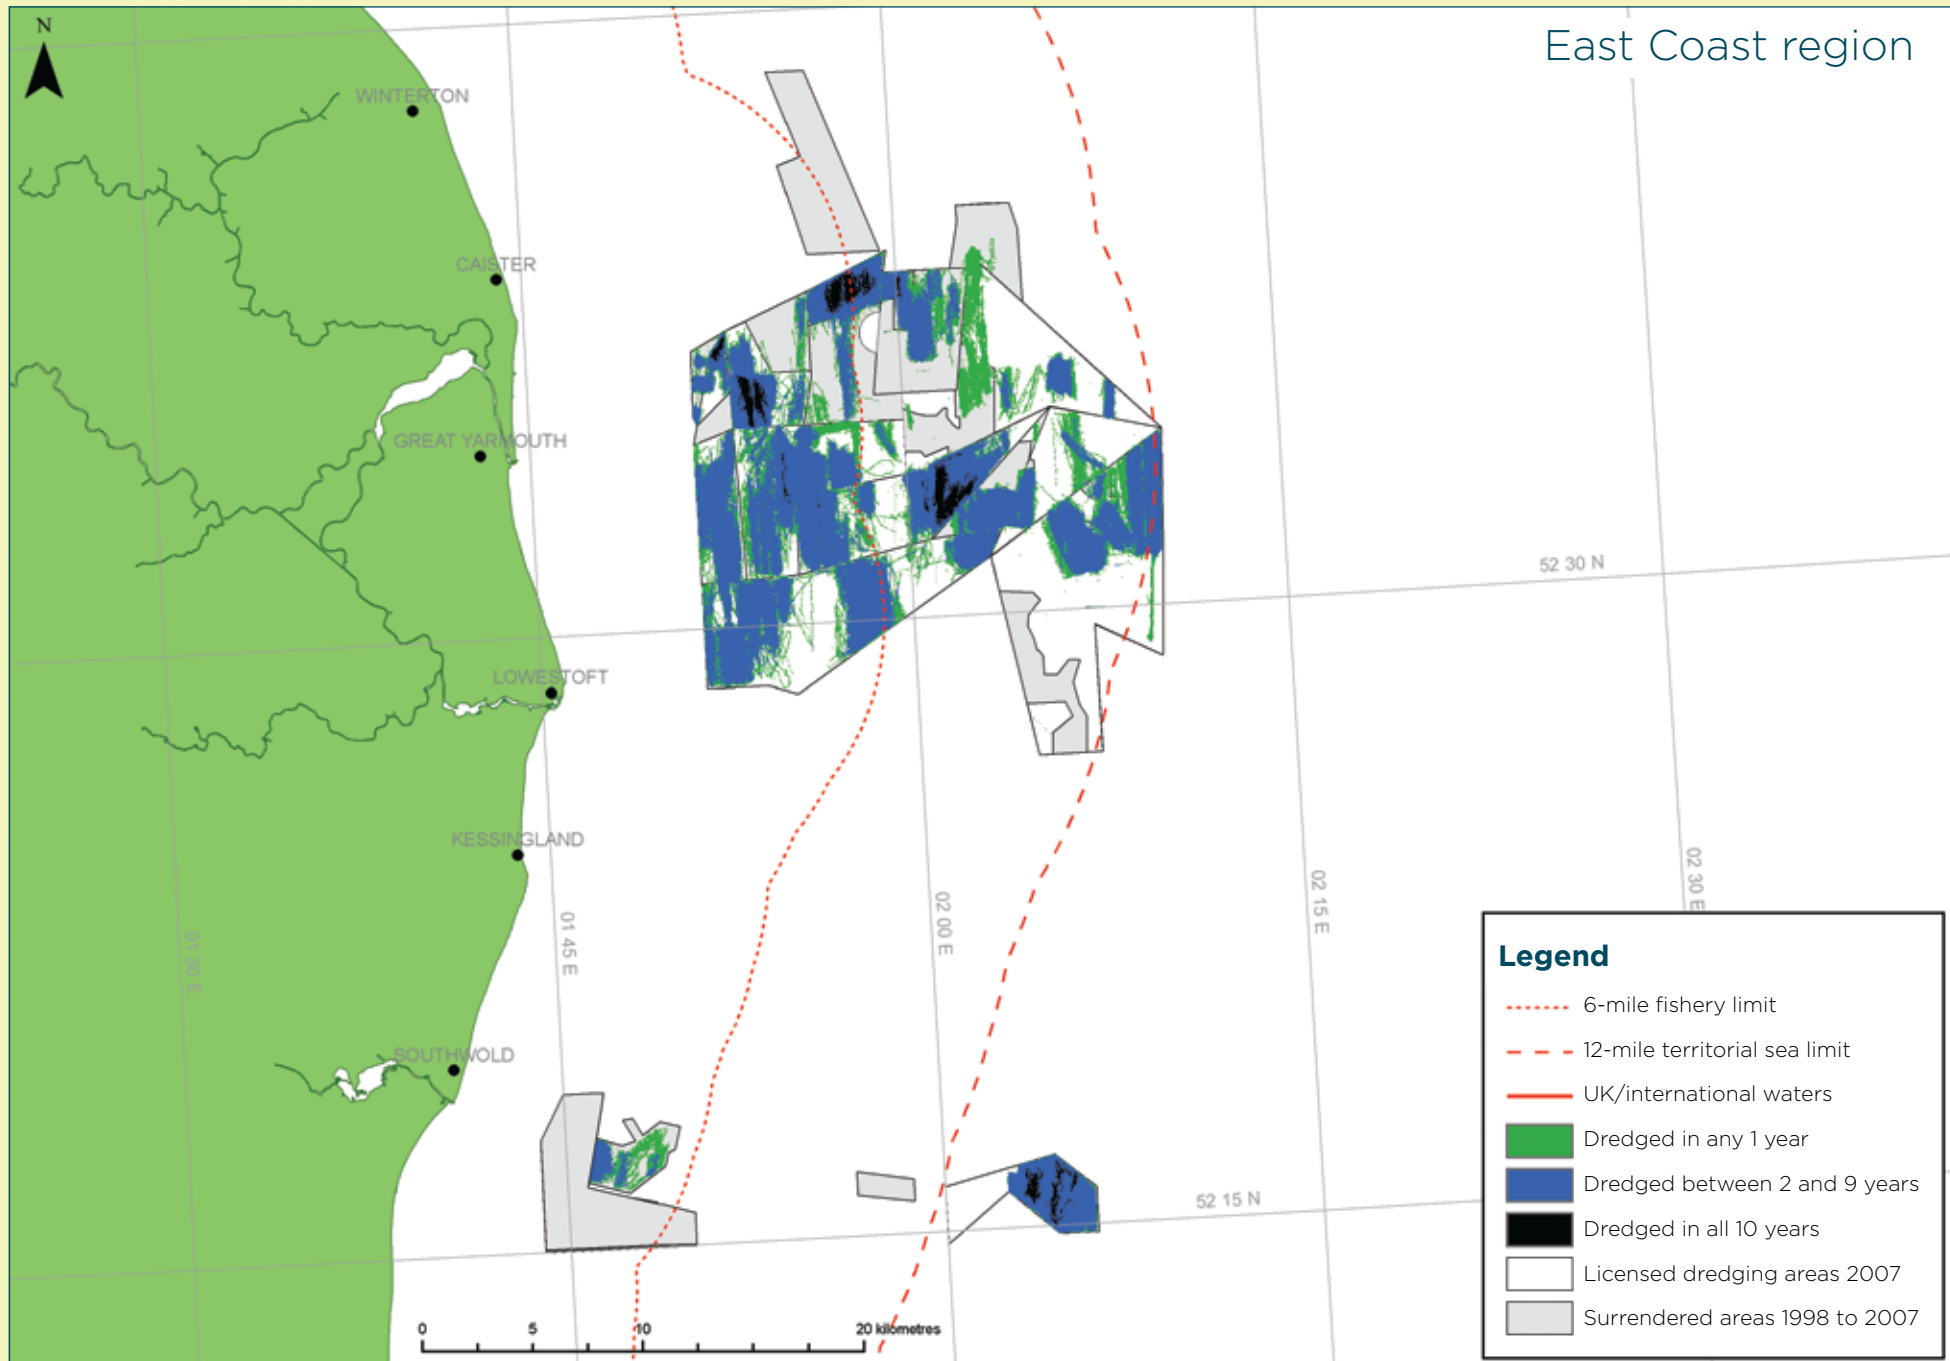 East Coast region
N
WINTERTON
CAISTER
GREAT YARMOUTH
52 30 N
LOWESTOFT
KESSINGLAND
01 30 E
01 45 E
02 00 E
02 15 E
02 30 E
SOUTHWOLD
52 15 N
0 5 10 20 kilometres
Legend
6-mile fishery limit
12-mile territorial sea limit
UK/international waters
Dredged in any 1 year
Dredged between 2 and 9 years
Dredged in all 10 years
Licensed dredging areas 2007
Surrendered areas 1998 to 2007